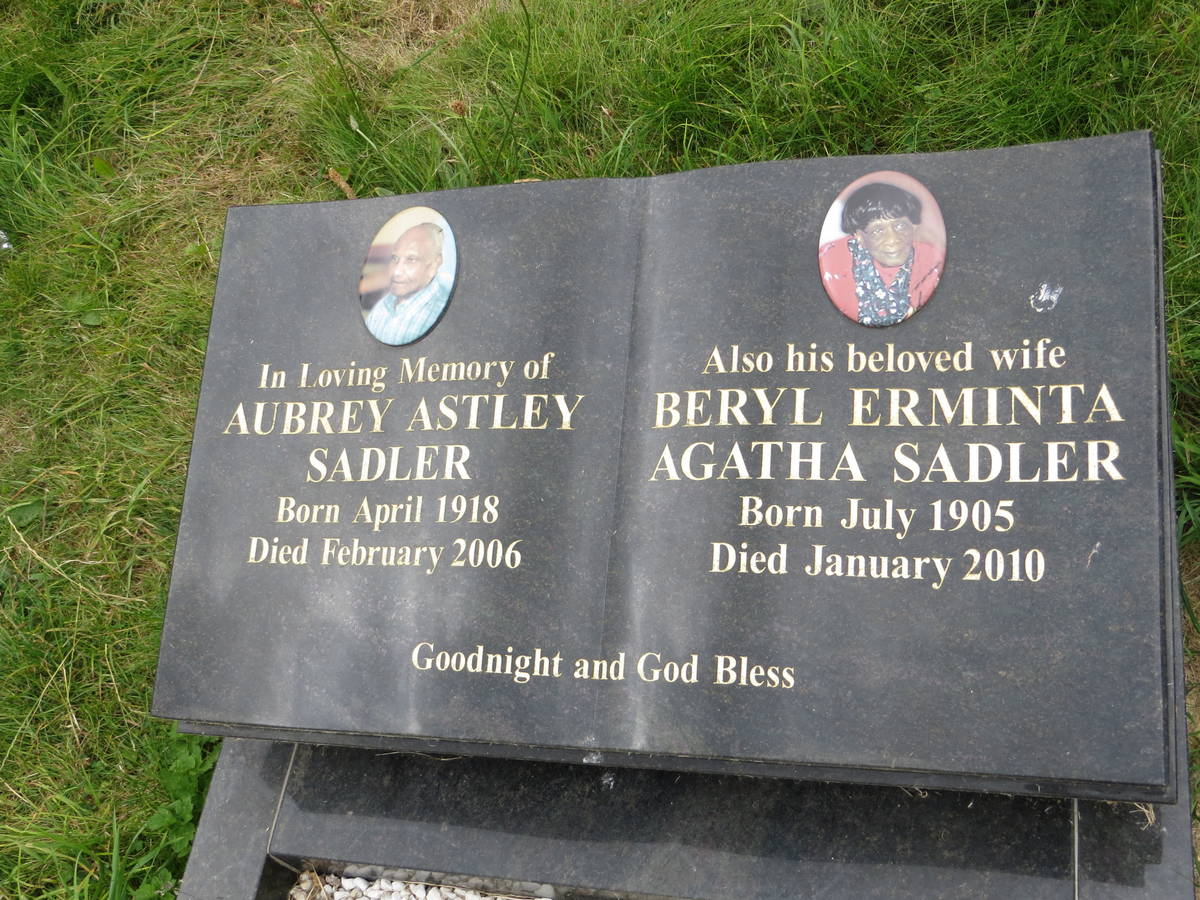 In Loving Memory of
AUBREY ASTLEY
SADLER
Born April 1918
Died February 2006
Also his beloved wife
BERYL ERMINTA
AGATHA SADLER
Born July 1905
Died January 2010
Goodnight and God Bless